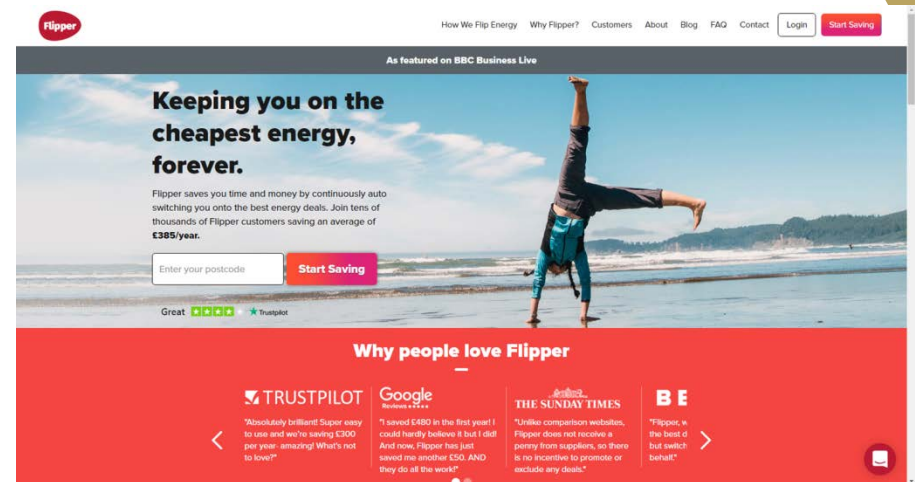 Flipper
How We Flip Energy Why Flipper? Customers About Blog FAQ Contact Login Start Saving
As featured on BBC Business Live
Keeping you on the
cheapest energy,
forever.
Flipper saves you time and money by continuously auto
switching you onto the best energy deals. Join tens of
thousands of Flipper customers saving an average of
£385/year.
Enter your postcode Start Saving
Great Trustpilot
Why people love Flipper
TRUSTPILOT
"Absolutely brilliant! Super easy
to use and we're saving £300
per year- amazing! What's not
to love?"
Google
Reviews
"I saved £480 in the first year! I
could hardly believe it but I did!
And now, Flipper has just
saved me another £50. AND
they do all the work!"
THE SUNDAY TIMES
"Unlike comparison websites,
Flipper does not receive a
penny from suppliers, so there
is no incentive to promote or
exclude any deals."
B E
"Flipper, w
the best d
but switch
behalf."